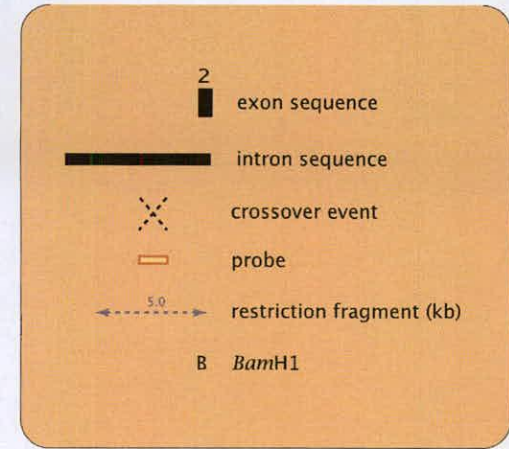 2
exon sequence
intron sequence
crossover event
probe
5.0
restriction fragment (kb)
B BamH1